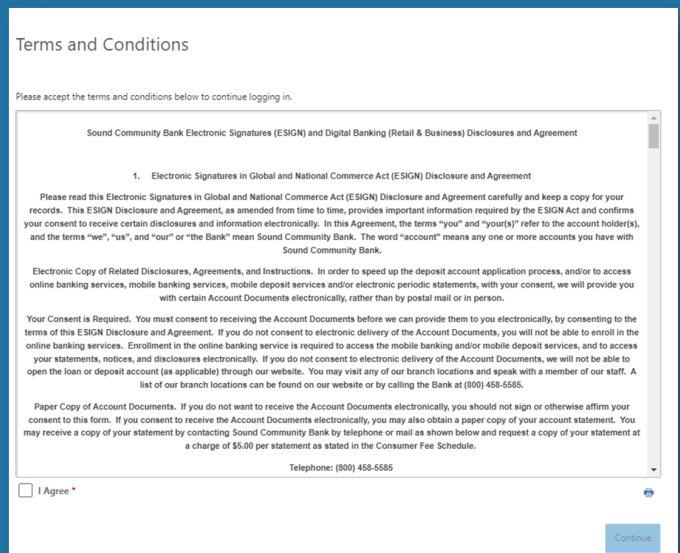 Terms and Conditions
Please accept the terms and conditions below to continue logging in.
Sound Community Bank Electronic Signatures (ESIGN) and Digital Banking (Retail & Business) Disclosures and Agreement
1. Electronic Signatures in Global and National Commerce Act (ESIGN) Disclosure and Agreement
Please read this Electronic Signatures in Global and National Commerce Act (ESIGN) Disclosure and Agreement carefully and keep a copy for your
records. This ESIGN Disclosure and Agreement, as amended from time to time, provides important information required by the ESIGN Act and confirms
your consent to receive certain disclosures and information electronically. In this Agreement, the terms “you” and “your(s)” refer to the account holder(s),
and the terms “we”, “us”, and “our” or “the Bank” mean Sound Community Bank. The word “account” means any one or more accounts you have with
Sound Community Bank.
Electronic Copy of Related Disclosures, Agreements, and Instructions. In order to speed up the deposit account application process, and/or to access
online banking services, mobile banking services, mobile deposit services and/or electronic periodic statements, with your consent, we will provide you
with certain Account Documents electronically, rather than by postal mail or in person.
Your Consent is Required. You must consent to receiving the Account Documents before we can provide them to you electronically, by consenting to the
terms of this ESIGN Disclosure and Agreement. If you do not consent to electronic delivery of the Account Documents, you will not be able to enroll in the
online banking services. Enrollment in the online banking service is required to access the mobile banking and/or mobile deposit services, and to access
your statements, notices, and disclosures electronically. If you do not consent to electronic delivery of the Account Documents, we will not be able to
open the loan or deposit account (as applicable) through our website. You may visit any of our branch locations and speak with a member of our staff. A
list of our branch locations can be found on our website or by calling the Bank at (800) 458-5585.
Paper Copy of Account Documents. If you do not want to receive the Account Documents electronically, you should not sign or otherwise affirm your
consent to this form. If you consent to receive the Account Documents electronically, you may also obtain a paper copy of your account statement. You
may receive a copy of your statement by contacting Sound Community Bank by telephone or mail as shown below and request a copy of your statement at
a charge of $5.00 per statement as stated in the Consumer Fee Schedule.
Telephone: (800) 458-5585
I Agree *
Continue